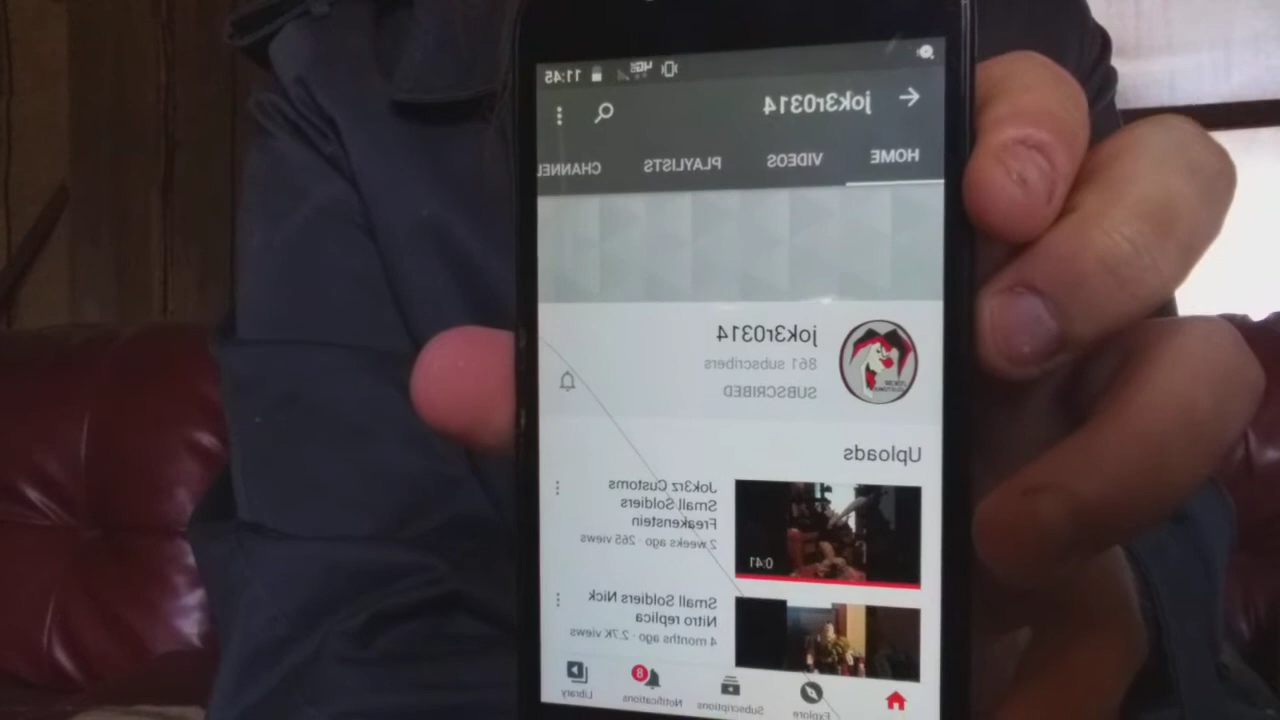 11:45
4G
jok3r0314
HOME VIDEOS PLAYLISTS CHANNEL
jok3r0314
861 subscribers
SUBSCRIBED
Uploads
Jok3rz Customs
Small Soldiers
Freakenstein
2 weeks ago · 265 views
0:41
Small Soldiers Nick
Nitro replica
4 months ago · 2.7K views
8
Explore Subscriptions Notifications Library